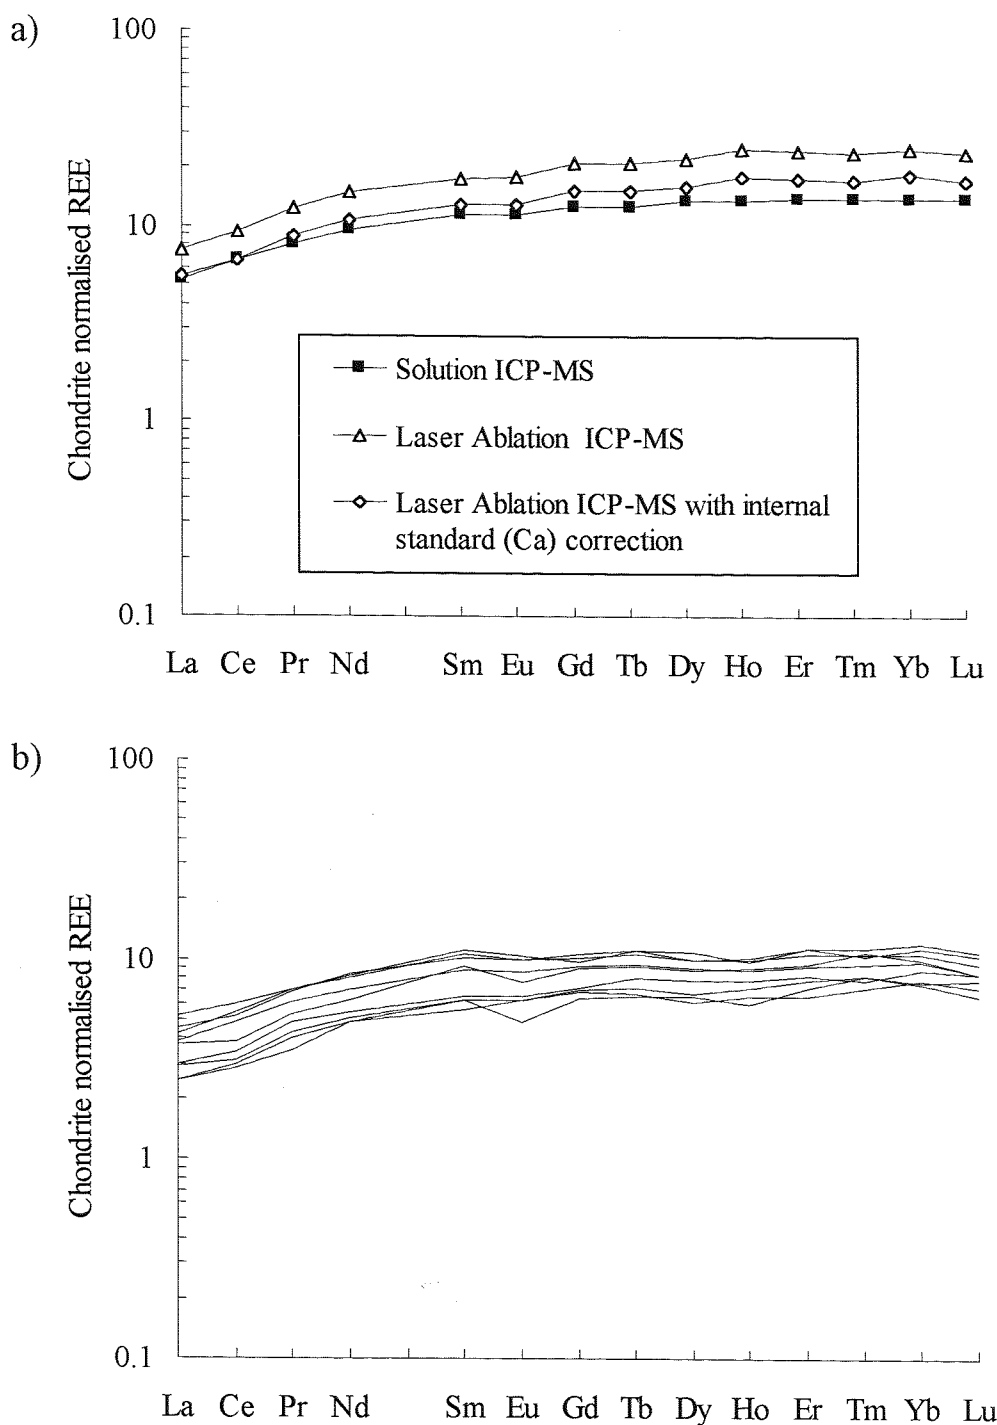 a)
100
10
1
0.1
Chondrite normalised REE
Solution ICP-MS
Laser Ablation ICP-MS
Laser Ablation ICP-MS with internal
standard (Ca) correction
La Ce Pr Nd Sm Eu Gd Tb Dy Ho Er Tm Yb Lu
b)
100
10
1
0.1
Chondrite normalised REE
La Ce Pr Nd Sm Eu Gd Tb Dy Ho Er Tm Yb Lu